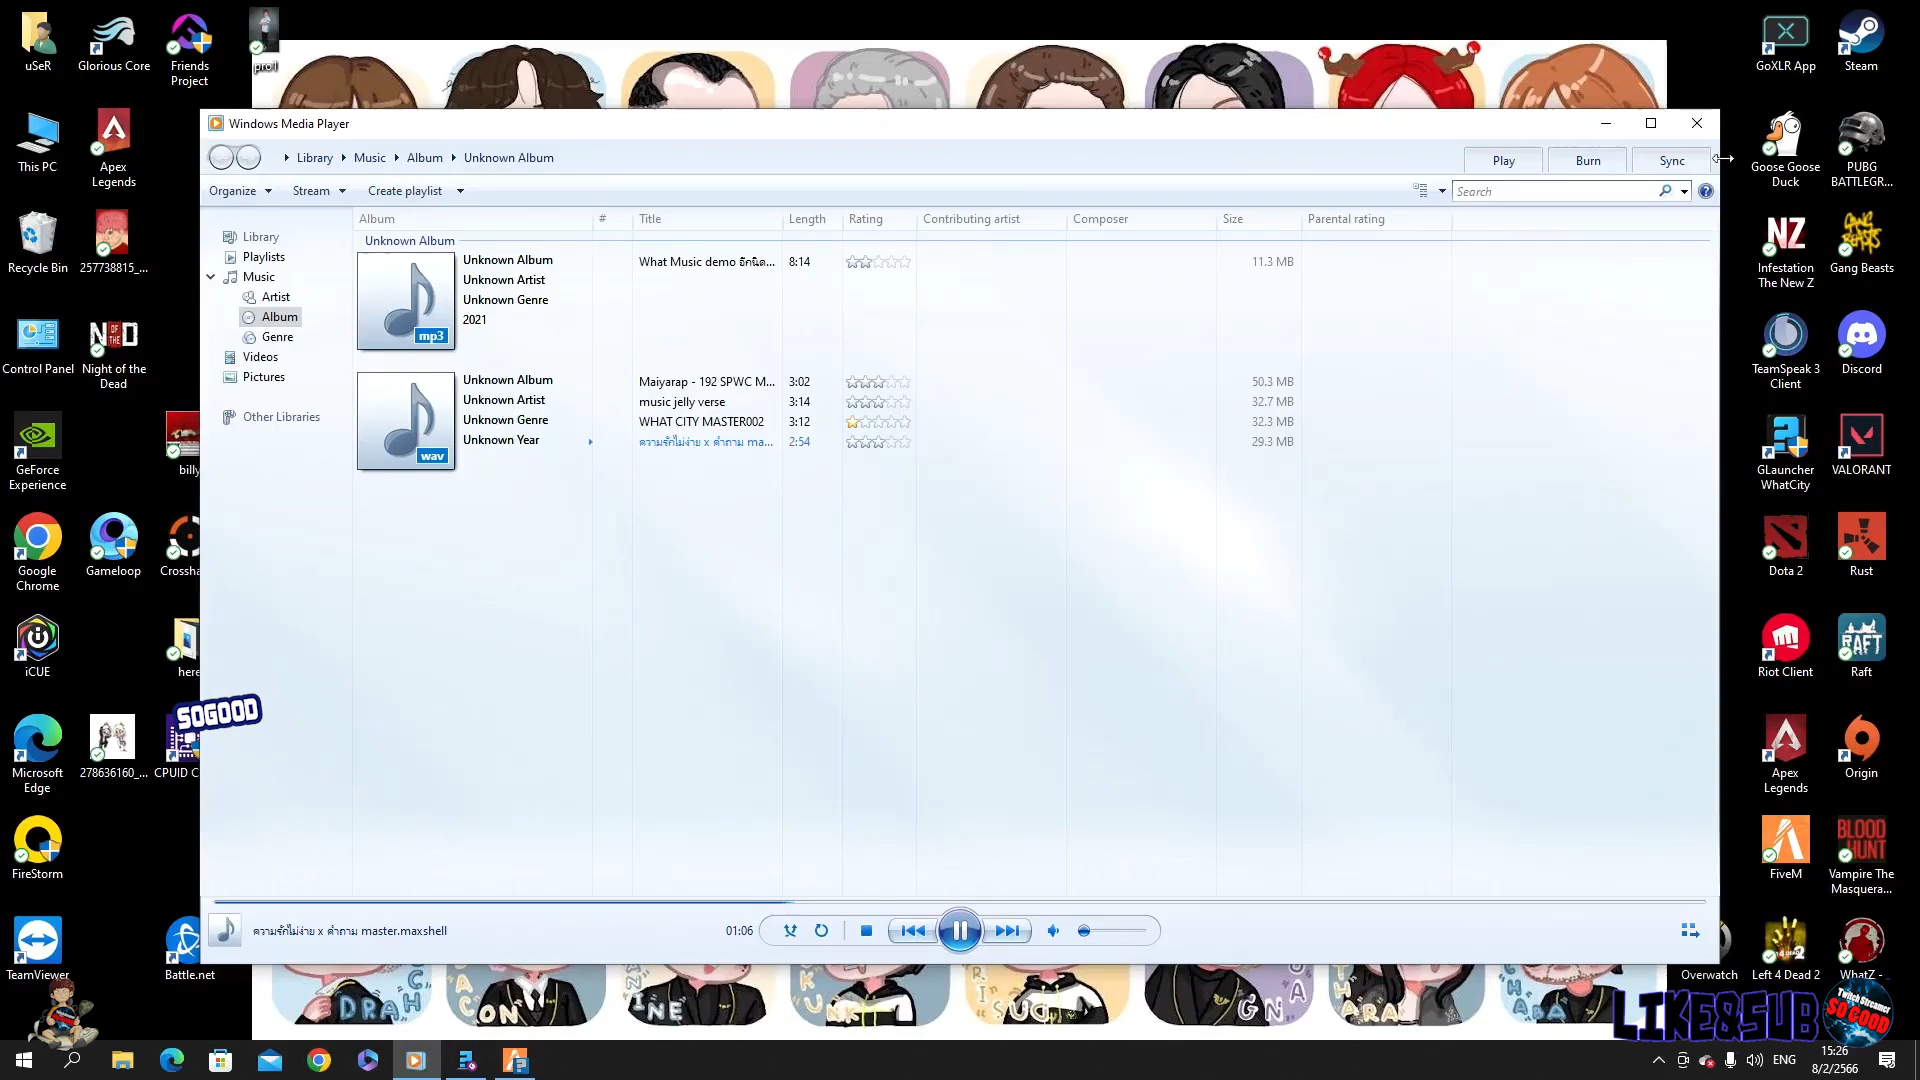 uSeR
Glorious Core
Friends
Project
pro1
GoXLR App
Steam
This PC
Apex
Legends
Goose Goose
Duck
PUBG
BATTLEGR...
Recycle Bin
257738815_...
Infestation
The New Z
Gang Beasts
Control Panel
Night of the
Dead
TeamSpeak 3
Client
Discord
GeForce
Experience
billy
GLauncher
WhatCity
VALORANT
Google
Chrome
Gameloop
Crossha
Dota 2
Rust
iCUE
here
Riot Client
Raft
Microsoft
Edge
278636160_...
CPUID C
Apex
Legends
Origin
FireStorm
FiveM
Vampire The
Masquera...
TeamViewer
Battle.net
Overwatch
Left 4 Dead 2
WhatZ -
Windows Media Player
Library
Music
Album
Unknown Album
Play
Burn
Sync
Organize
Stream
Create playlist
Search
Library
Playlists
Music
Artist
Album
Genre
Videos
Pictures
Other Libraries
Album
#
Title
Length
Rating
Contributing artist
Composer
Size
Parental rating
Unknown Album
mp3
Unknown Album
Unknown Artist
Unknown Genre
2021
What Music demo อีกนิด... 8:14 11.3 MB
wav
Unknown Album
Unknown Artist
Unknown Genre
Unknown Year
Maiyarap - 192 SPWC M... 3:02 50.3 MB
music jelly verse 3:14 32.7 MB
WHAT CITY MASTER002 3:12 32.3 MB
ความรักไม่ง่าย x คำถาม ma... 2:54 29.3 MB
ความรักไม่ง่าย x คำถาม master.maxshell
01:06
SOGOOD
LIKE&SUB
Twitch Streamer
SO GOOD
ENG
15:26
8/2/2566